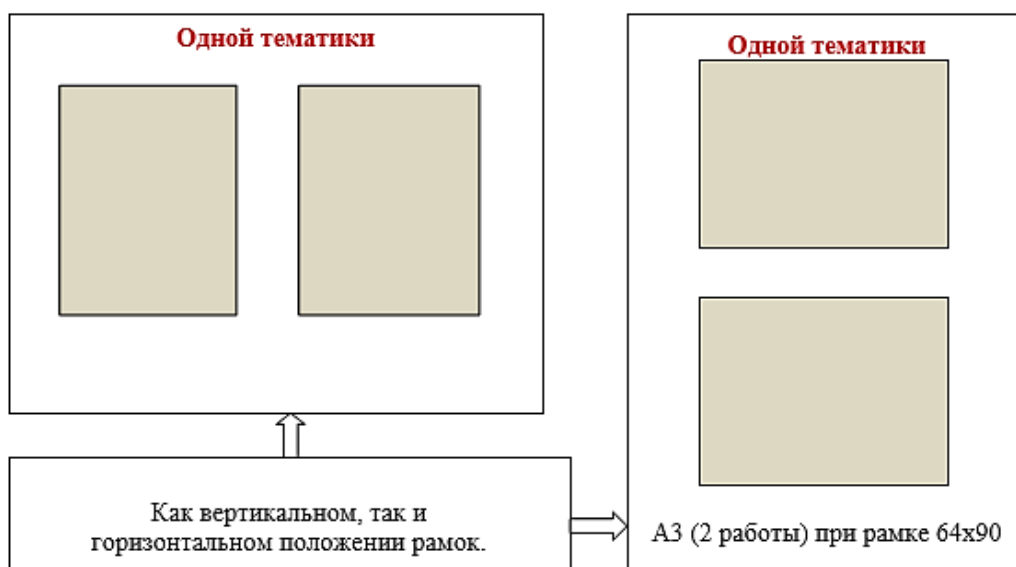 Одной тематики
Одной тематики
Как вертикальном, так и
горизонтальном положении рамок.
А3 (2 работы) при рамке 64х90